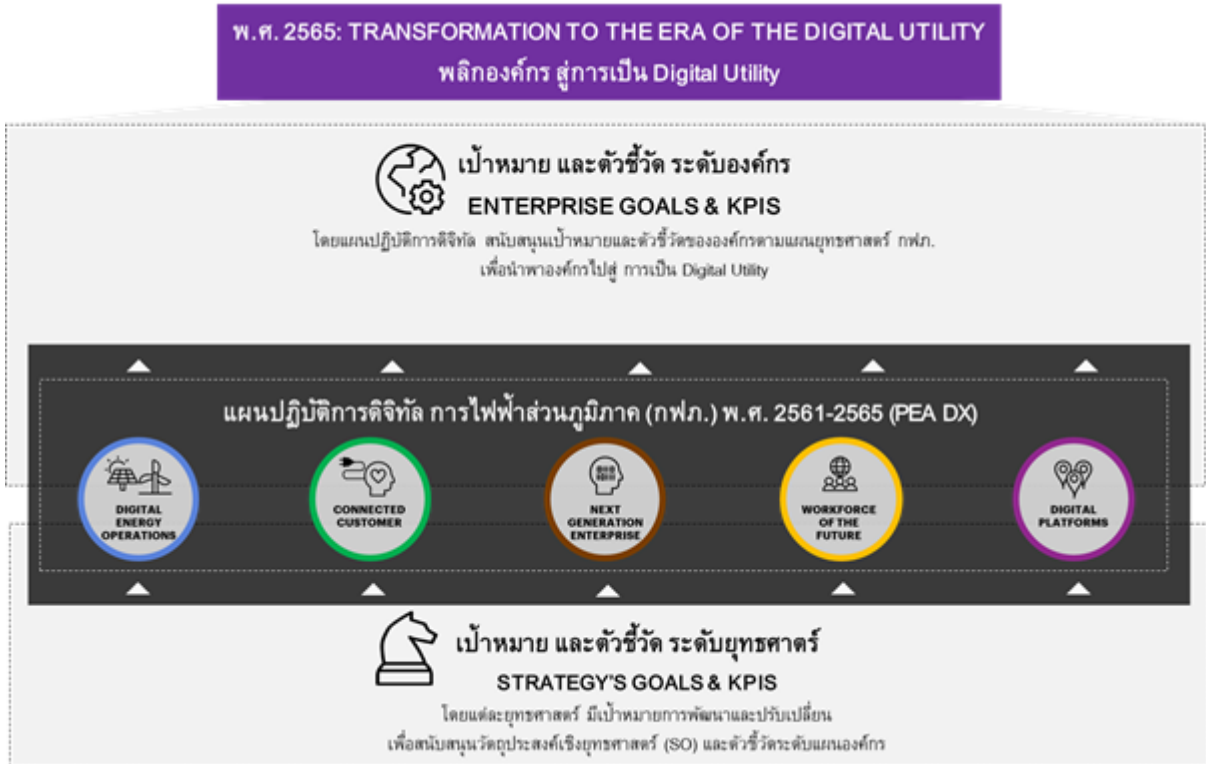 พ.ศ. 2565: TRANSFORMATION TO THE ERA OF THE DIGITAL UTILITY
พลิกองค์กร สู่การเป็น Digital Utility
เป้าหมาย และตัวชี้วัด ระดับองค์กร
ENTERPRISE GOALS & KPIS
โดยแผนปฏิบัติการดิจิทัล สนับสนุนเป้าหมายและตัวชี้วัดขององค์กรตามแผนยุทธศาสตร์ กฟภ.
เพื่อนำพาองค์กรไปสู่ การเป็น Digital Utility
แผนปฏิบัติการดิจิทัล การไฟฟ้าส่วนภูมิภาค (กฟภ.) พ.ศ. 2561-2565 (PEA DX)
DIGITAL
ENERGY
OPERATIONS
CONNECTED
CUSTOMER
NEXT
GENERATION
ENTERPRISE
WORKFORCE
OF THE
FUTURE
DIGITAL
PLATFORMS
เป้าหมาย และตัวชี้วัด ระดับยุทธศาตร์
STRATEGY'S GOALS & KPIS
โดยแต่ละยุทธศาสตร์ มีเป้าหมายการพัฒนาและปรับเปลี่ยน
เพื่อสนับสนุนวัตถุประสงค์เชิงยุทธศาสตร์ (SO) และตัวชี้วัดระดับแผนองค์กร